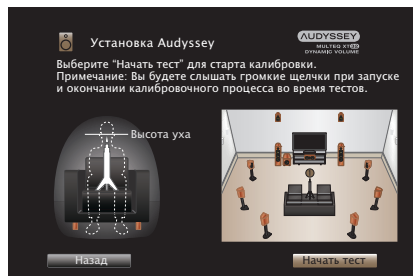 Установка Audyssey
AUDYSSEY
MULTEQ XT32
DYNAMIC VOLUME
Выберите “Начать тест” для старта калибровки.
Примечание: Вы будете слышать громкие щелчки при запуске
и окончании калибровочного процесса во время тестов.
Высота уха
Назад
Начать тест